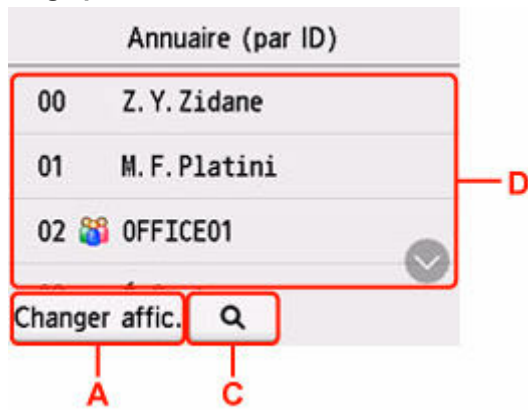 Annuaire (par ID)
00 Z.Y.Zidane
01 M.F.Platini
D
02 OFFICE01
Changer affic.
A
C